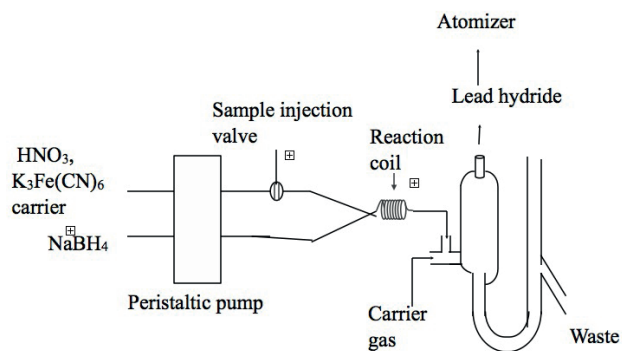 Atomizer
Lead hydride
Sample injection
valve
Reaction
coil
HNO₃,
K₃Fe(CN)₆
carrier
NaBH₄
Peristaltic pump
Carrier
gas
Waste